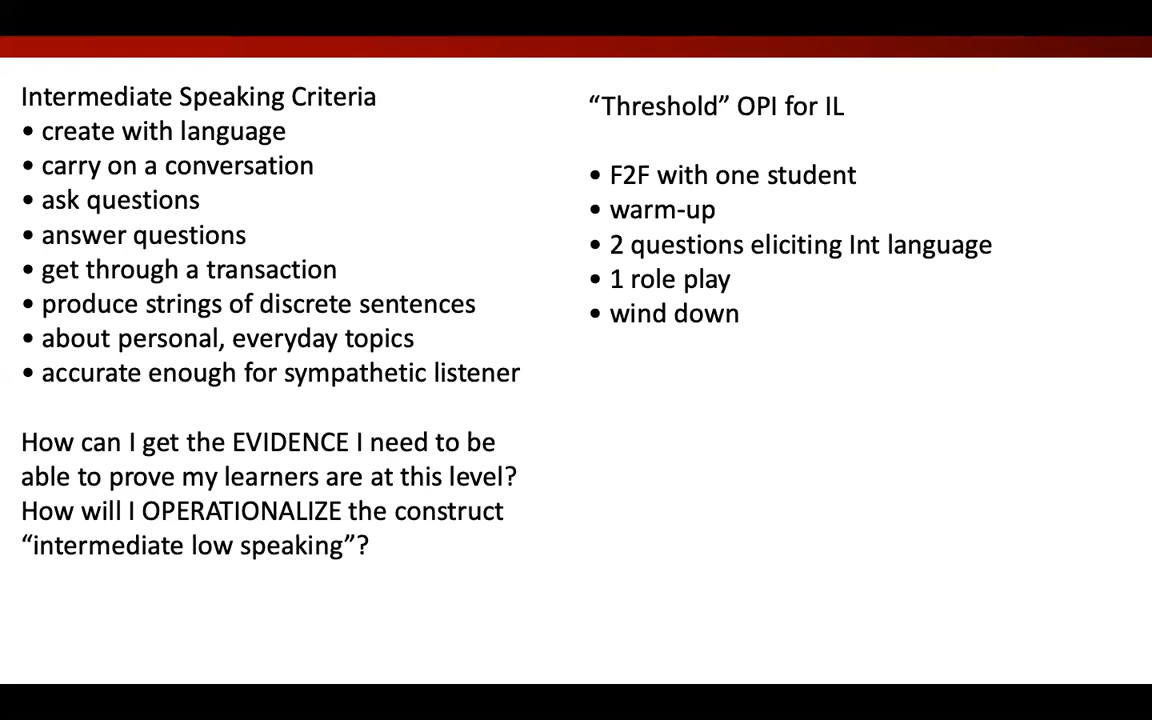 Intermediate Speaking Criteria
• create with language
• carry on a conversation
• ask questions
• answer questions
• get through a transaction
• produce strings of discrete sentences
• about personal, everyday topics
• accurate enough for sympathetic listener
How can I get the EVIDENCE I need to be
able to prove my learners are at this level?
How will I OPERATIONALIZE the construct
“intermediate low speaking”?
“Threshold” OPI for IL
• F2F with one student
• warm-up
• 2 questions eliciting Int language
• 1 role play
• wind down